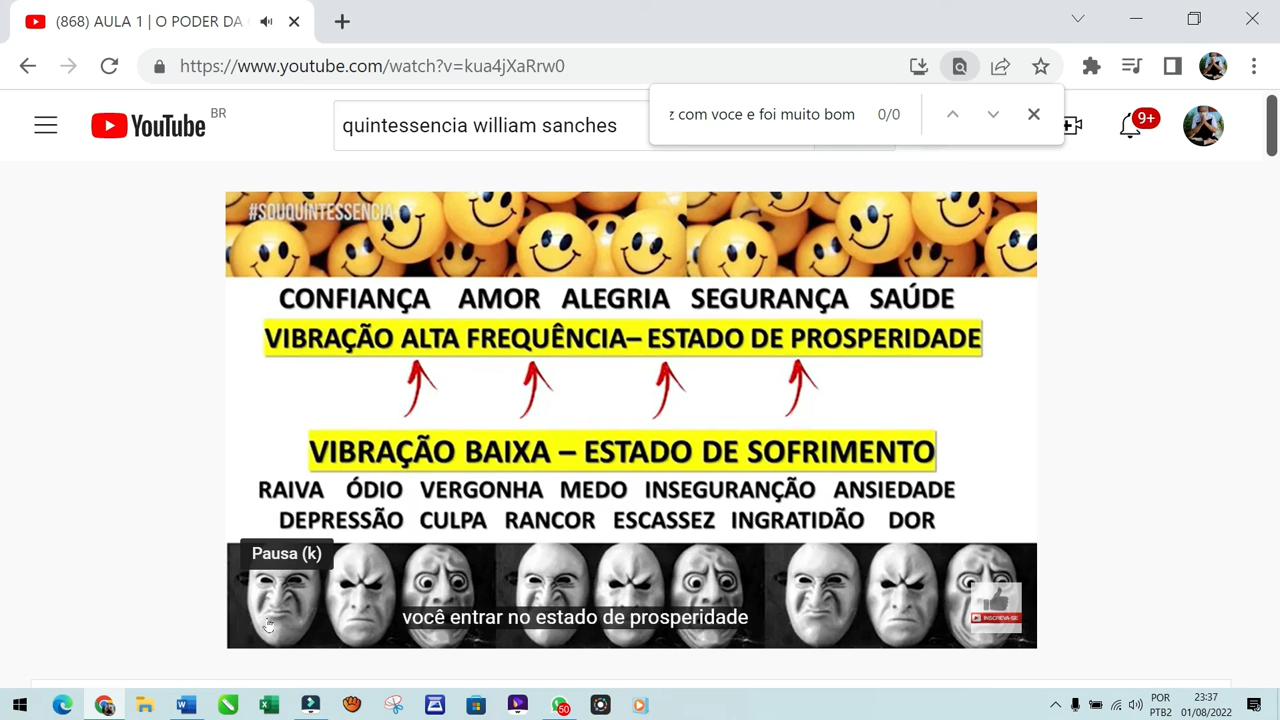 (868) AULA 1 | O PODER DA
https://www.youtube.com/watch?v=kua4jXaRrw0
z com voce e foi muito bom 0/0
YouTube BR
quintessencia william sanches
9+
#SOUQUINTESSENCIA
CONFIANÇA AMOR ALEGRIA SEGURANÇA SAÚDE
VIBRAÇÃO ALTA FREQUÊNCIA– ESTADO DE PROSPERIDADE
VIBRAÇÃO BAIXA – ESTADO DE SOFRIMENTO
RAIVA ÓDIO VERGONHA MEDO INSEGURANÇÃO ANSIEDADE
DEPRESSÃO CULPA RANCOR ESCASSEZ INGRATIDÃO DOR
Pausa (k)
você entrar no estado de prosperidade
INSCREVA-SE
50
POR 23:37
PTB2 01/08/2022